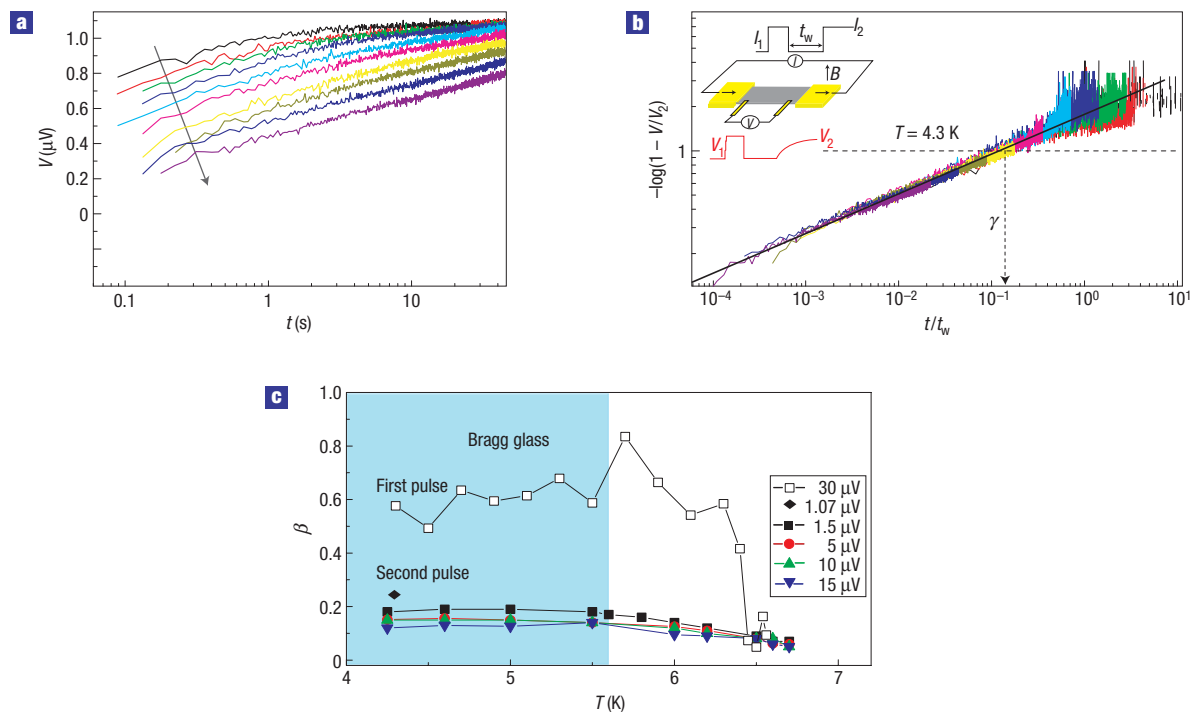 a
1.0
0.8
0.6
0.4
0.2
0
V (μV)
0.1
1
10
t (s)
b
I1
tw
I2
I
B
V
V1
V2
T = 4.3 K
1
–log(1 – V/V2)
γ
10⁻⁴
10⁻³
10⁻²
10⁻¹
10⁰
10¹
t/tw
c
1.0
0.8
0.6
0.4
0.2
0
β
Bragg glass
First pulse
Second pulse
30 μV
1.07 μV
1.5 μV
5 μV
10 μV
15 μV
4
5
6
7
T (K)